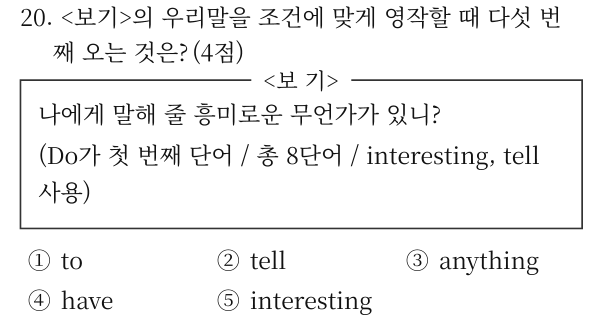 20. <보기>의 우리말을 조건에 맞게 영작할 때 다섯 번
째 오는 것은? (4점)
<보 기>
나에게 말해 줄 흥미로운 무언가가 있니?
(Do가 첫 번째 단어 / 총 8단어 / interesting, tell
사용)
① to ② tell ③ anything
④ have ⑤ interesting